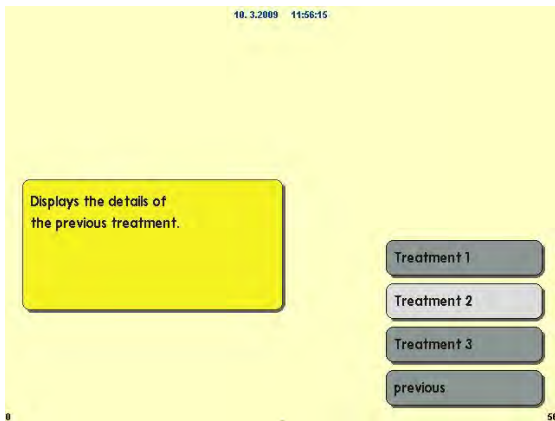 10. 3.2009 11:56:15
Displays the details of
the previous treatment.
Treatment 1
Treatment 2
Treatment 3
previous
0